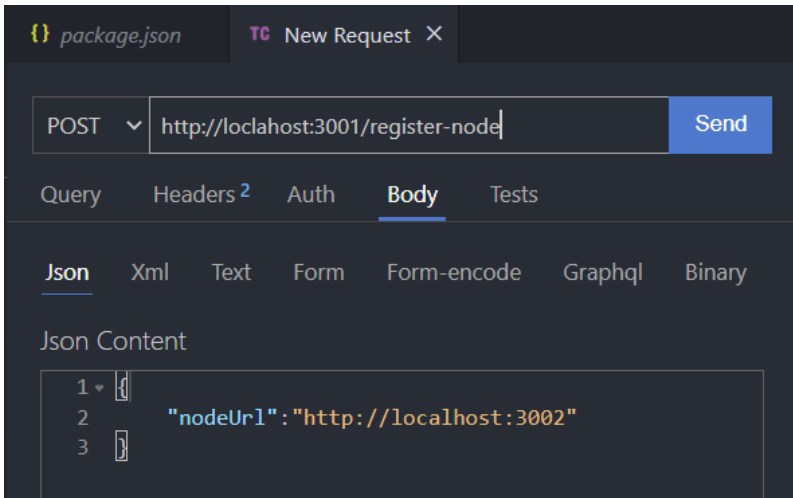 {} package.json TC New Request ×
POST http://loclahost:3001/register-node Send
Query Headers 2 Auth Body Tests
Json Xml Text Form Form-encode Graphql Binary
Json Content
1 {
2 "nodeUrl":"http://localhost:3002"
3 }